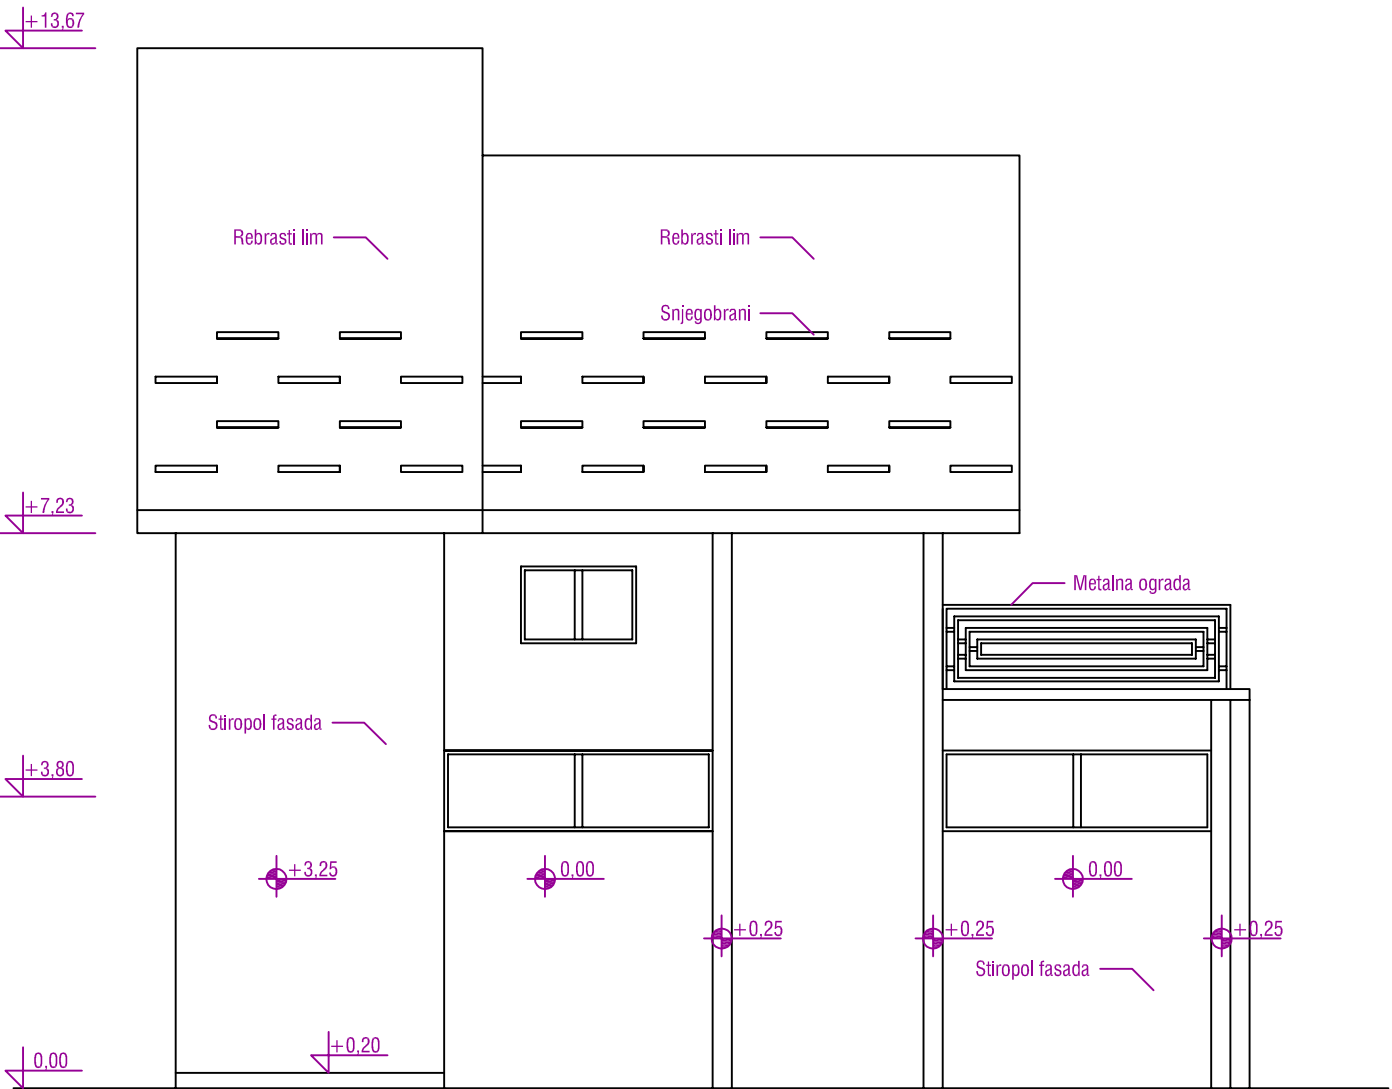 +13,67
Rebrasti lim
Rebrasti lim
Snjegobrani
+7,23
Metalna ograda
Stiropol fasada
+3,80
+3,25
0,00
0,00
+0,25
+0,25
+0,25
Stiropol fasada
+0,20
0,00